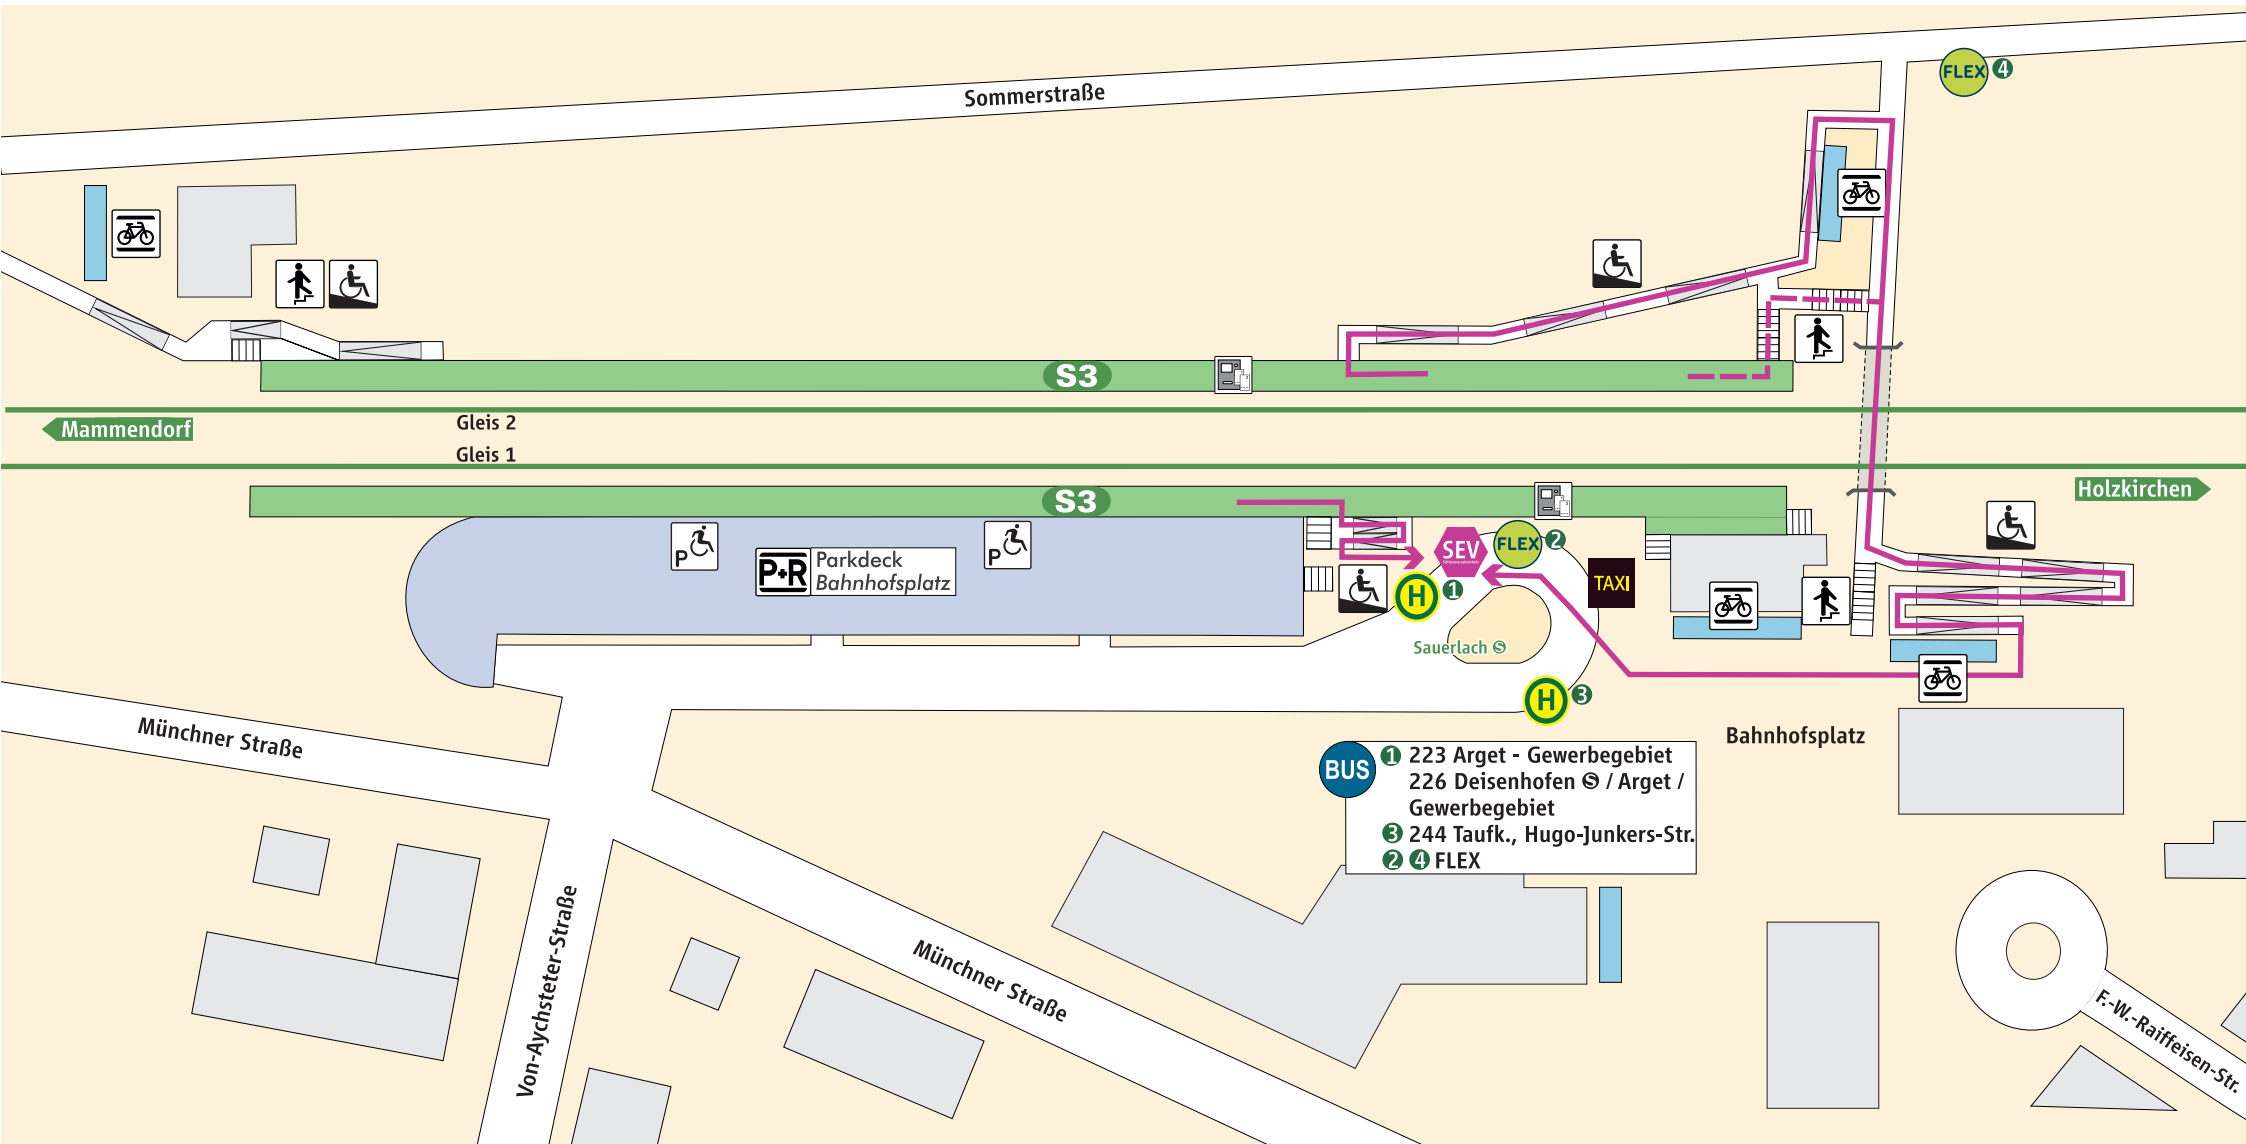 Sommerstraße
FLEX 4
S3
Gleis 2
Mammendorf
Gleis 1
Holzkirchen
S3
P
P
P+R Parkdeck
Bahnhofsplatz
SEV
FLEX 2
H 1
TAXI
Sauerlach S
H 3
Münchner Straße
Bahnhofsplatz
BUS
1 223 Arget - Gewerbegebiet
226 Deisenhofen S / Arget /
Gewerbegebiet
3 244 Taufk., Hugo-Junkers-Str.
2 4 FLEX
Von-Aychsteter-Straße
Münchner Straße
F.-W.-Raiffeisen-Str.